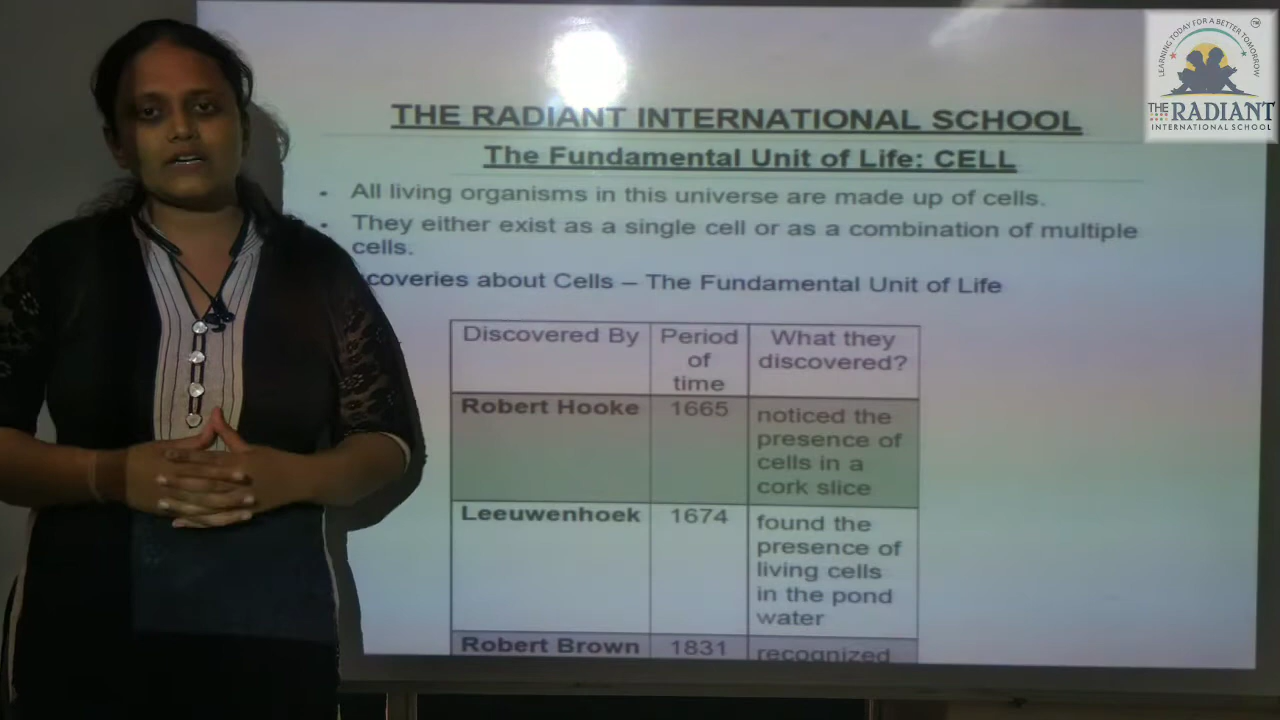 LEARNING TODAY FOR A BETTER TOMORROW
TM
THE RADIANT
INTERNATIONAL SCHOOL
THE RADIANT INTERNATIONAL SCHOOL
The Fundamental Unit of Life: CELL
• All living organisms in this universe are made up of cells.
• They either exist as a single cell or as a combination of multiple
cells.
coveries about Cells – The Fundamental Unit of Life
Discovered By Period of time What they discovered?
Robert Hooke 1665 noticed the presence of cells in a cork slice
Leeuwenhoek 1674 found the presence of living cells in the pond water
Robert Brown 1831 recognized